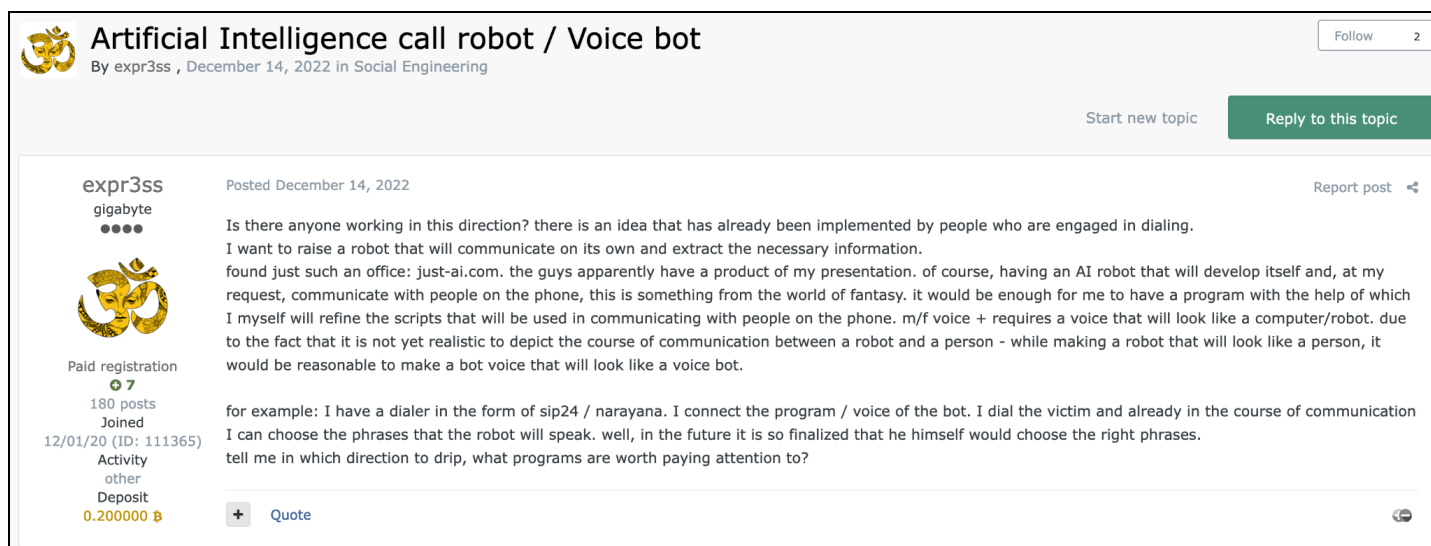 Artificial Intelligence call robot / Voice bot
By expr3ss , December 14, 2022 in Social Engineering
Follow 2
Start new topic
Reply to this topic
expr3ss
gigabyte
Paid registration
7
180 posts
Joined
12/01/20 (ID: 111365)
Activity
other
Deposit
0.200000 ₿
Posted December 14, 2022
Report post
Is there anyone working in this direction? there is an idea that has already been implemented by people who are engaged in dialing.
I want to raise a robot that will communicate on its own and extract the necessary information.
found just such an office: just-ai.com. the guys apparently have a product of my presentation. of course, having an AI robot that will develop itself and, at my
request, communicate with people on the phone, this is something from the world of fantasy. it would be enough for me to have a program with the help of which
I myself will refine the scripts that will be used in communicating with people on the phone. m/f voice + requires a voice that will look like a computer/robot. due
to the fact that it is not yet realistic to depict the course of communication between a robot and a person - while making a robot that will look like a person, it
would be reasonable to make a bot voice that will look like a voice bot.
for example: I have a dialer in the form of sip24 / narayana. I connect the program / voice of the bot. I dial the victim and already in the course of communication
I can choose the phrases that the robot will speak. well, in the future it is so finalized that he himself would choose the right phrases.
tell me in which direction to drip, what programs are worth paying attention to?
+ Quote